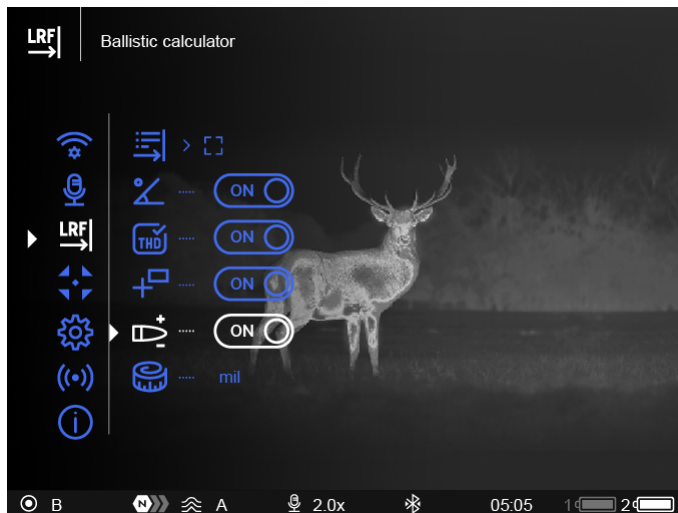 LRF
Ballistic calculator
ON
LRF
THD
ON
ON
ON
mil
B N A 2.0x 05:05 1 2